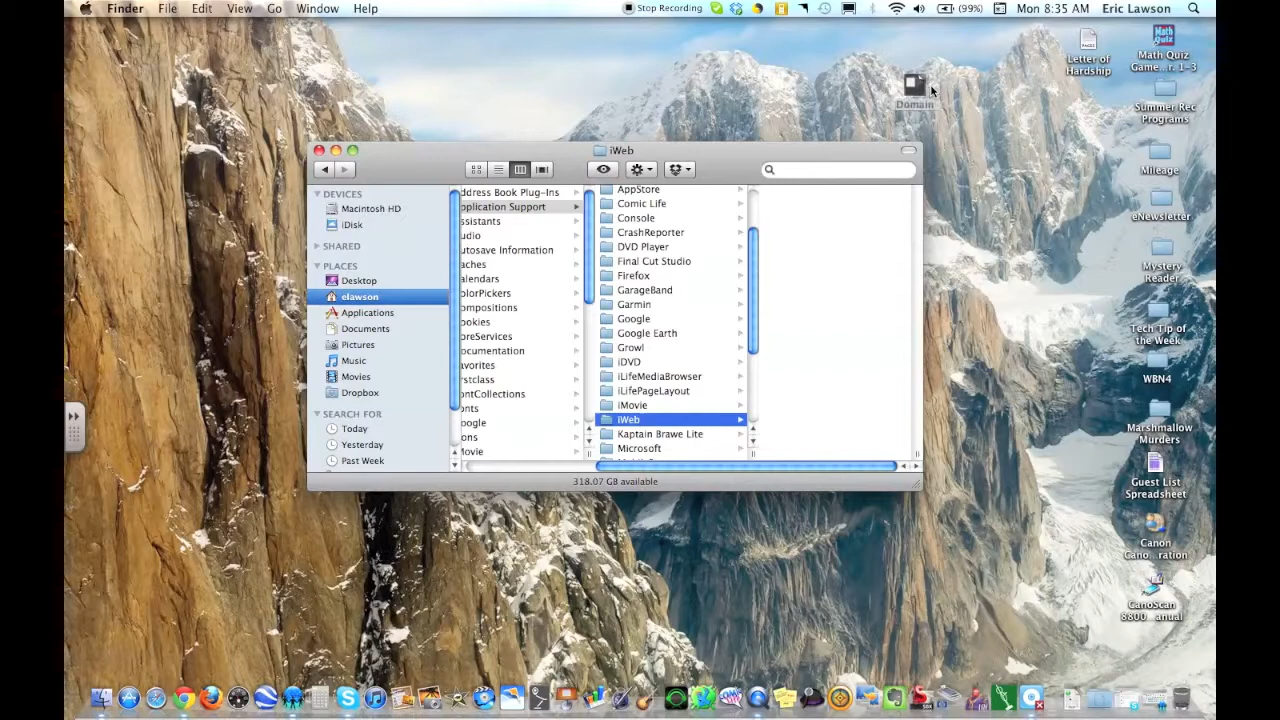 Finder File Edit View Go Window Help
Stop Recording (99%) Mon 8:35 AM Eric Lawson
Letter of
Hardship
Math Quiz
Game...r. 1-3
Domain
Summer Rec
Programs
Mileage
eNewsletter
Mystery
Reader
Tech Tip of
the Week
WBN4
Marshmallow
Murders
Guest List
Spreadsheet
Canon
Cano...ration
CanoScan
8800...anual
iWeb
DEVICES
Macintosh HD
iDisk
SHARED
PLACES
Desktop
elawson
Applications
Documents
Pictures
Music
Movies
Dropbox
SEARCH FOR
Today
Yesterday
Past Week
ddress Book Plug-Ins
pplication Support
ssistants
udio
utosave Information
aches
alendars
olorPickers
ompositions
ookies
oreServices
ocumentation
avorites
rstclass
ontCollections
onts
oogle
ons
Movie
AppStore
Comic Life
Console
CrashReporter
DVD Player
Final Cut Studio
Firefox
GarageBand
Garmin
Google
Google Earth
Growl
iDVD
iLifeMediaBrowser
iLifePageLayout
iMovie
iWeb
Kaptain Brawe Lite
Microsoft
318.07 GB available